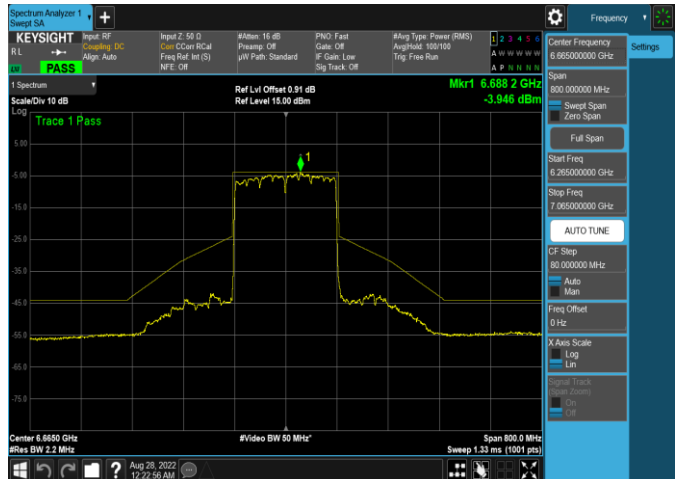 Spectrum Analyzer 1
Swept SA
+
Frequency
KEYSIGHT
RL
PASS
Input: RF
Coupling: DC
Align: Auto
Input Z: 50 Ω
Corr CCorr RCal
Freq Ref: Int (S)
NFE: Off
#Atten: 16 dB
Preamp: Off
µW Path: Standard
PNO: Fast
Gate: Off
IF Gain: Low
Sig Track: Off
#Avg Type: Power (RMS)
Avg|Hold: 100/100
Trig: Free Run
1 2 3 4 5 6
A W W W W W
A P N N N N
1 Spectrum
Scale/Div 10 dB
Log
Ref Lvl Offset 0.91 dB
Ref Level 15.00 dBm
Mkr1 6.688 2 GHz
-3.946 dBm
Trace 1 Pass
1
5.00
-5.00
-15.0
-25.0
-35.0
-45.0
-55.0
-65.0
-75.0
Center 6.6650 GHz
#Res BW 2.2 MHz
#Video BW 50 MHz*
Span 800.0 MHz
Sweep 1.33 ms (1001 pts)
Center Frequency
6.665000000 GHz
Span
800.000000 MHz
Swept Span
Zero Span
Full Span
Start Freq
6.265000000 GHz
Stop Freq
7.065000000 GHz
AUTO TUNE
CF Step
80.000000 MHz
Auto
Man
Freq Offset
0 Hz
X Axis Scale
Log
Lin
Signal Track
(Span Zoom)
On
Off
Settings
?
Aug 28, 2022
12:22:56 AM